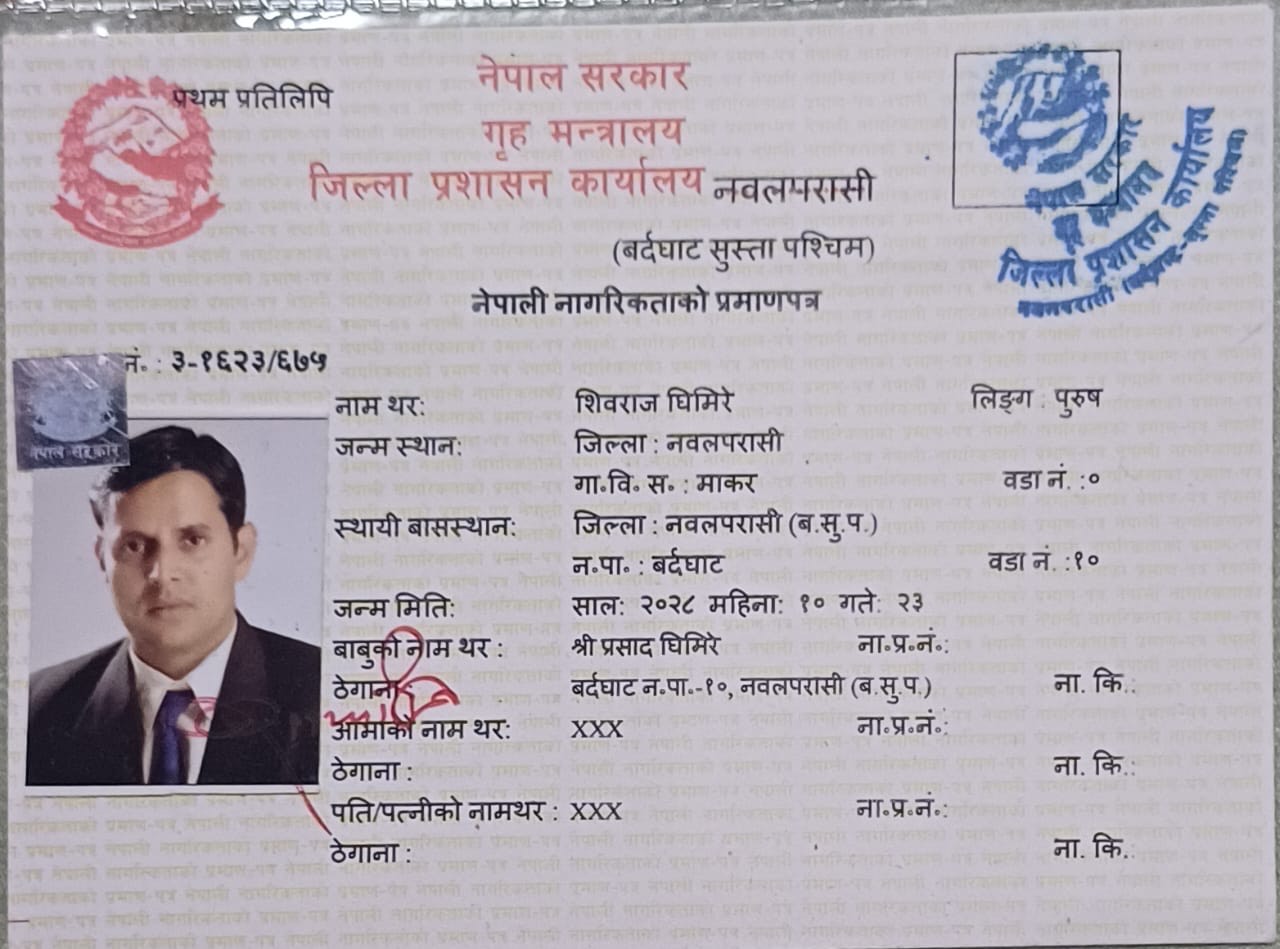 प्रथम प्रतिलिपि
नेपाल सरकार
गृह मन्त्रालय
जिल्ला प्रशासन कार्यालय नवलपरासी
(बर्दघाट सुस्ता पश्चिम)
नेपाली नागरिकताको प्रमाणपत्र
नेपाल सरकार
जिल्ला प्रशासन कार्यालय
नं॰ : ३-१६२३/६७५
नेपाल सरकार
नाम थर: शिवराज घिमिरे लिङ्ग : पुरुष
जन्म स्थान: जिल्ला : नवलपरासी
गा॰वि॰ स॰ : माकर वडा नं॰ :०
स्थायी बासस्थान: जिल्ला : नवलपरासी (ब.सु.प.)
न॰पा॰ : बर्दघाट वडा नं. :१०
जन्म मिति: साल: २०२८ महिना: १० गते: २३
बाबुको नाम थर : श्री प्रसाद घिमिरे ना॰प्र॰नं॰:
ठेगाना बर्दघाट न॰पा॰-१०, नवलपरासी (ब.सु.प.) ना. कि.:
आमाको नाम थर: XXX ना॰प्र॰नं॰:
ठेगाना : ना. कि.:
पति/पत्नीको नामथर : XXX ना॰प्र॰नं॰:
ठेगाना: ना. कि.: